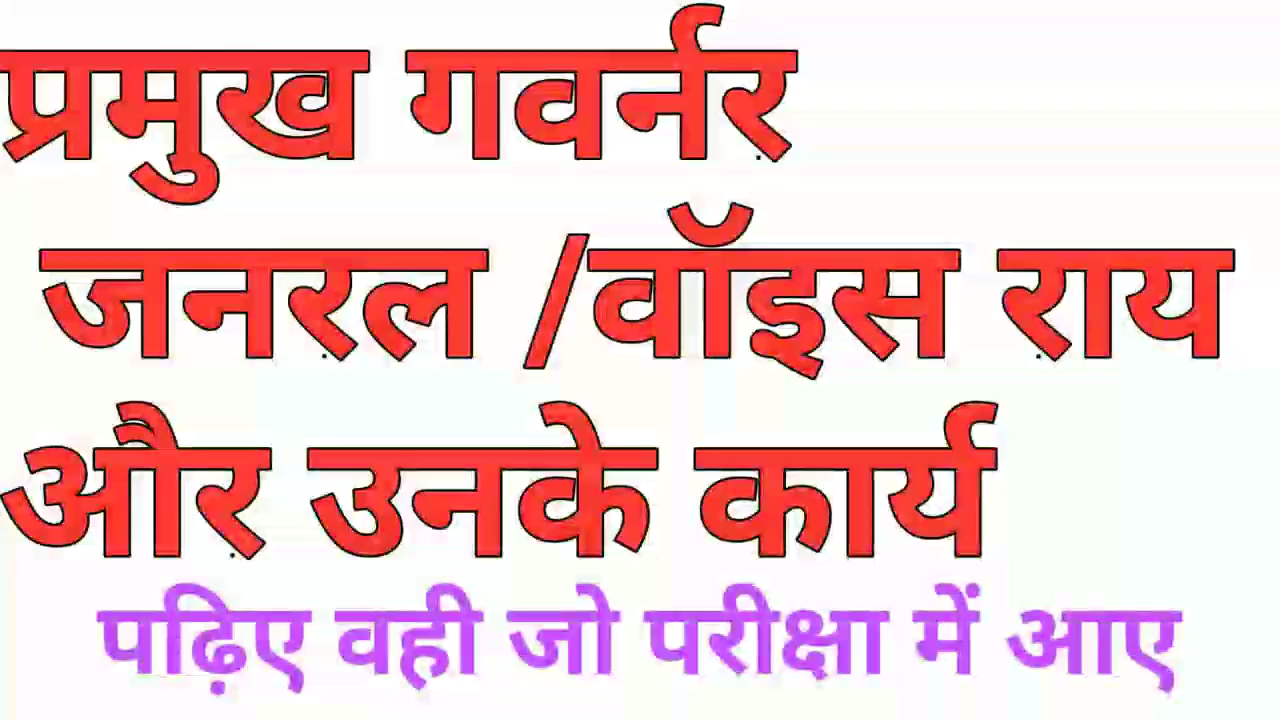 प्रमुख गवर्नर
जनरल /वॉइस राय
और उनके कार्य
पढ़िए वही जो परीक्षा में आए